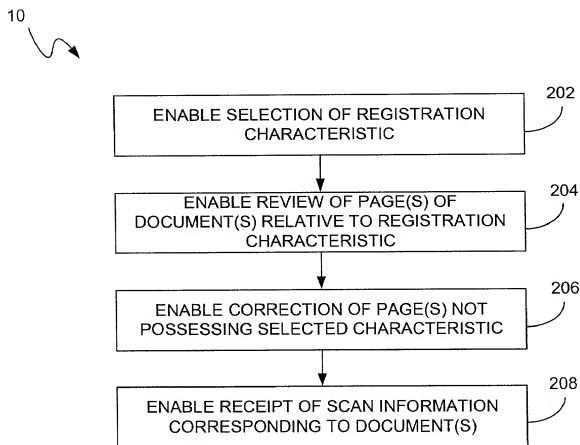 10
202
ENABLE SELECTION OF REGISTRATION
CHARACTERISTIC
204
ENABLE REVIEW OF PAGE(S) OF
DOCUMENT(S) RELATIVE TO REGISTRATION
CHARACTERISTIC
206
ENABLE CORRECTION OF PAGE(S) NOT
POSSESSING SELECTED CHARACTERISTIC
208
ENABLE RECEIPT OF SCAN INFORMATION
CORRESPONDING TO DOCUMENT(S)